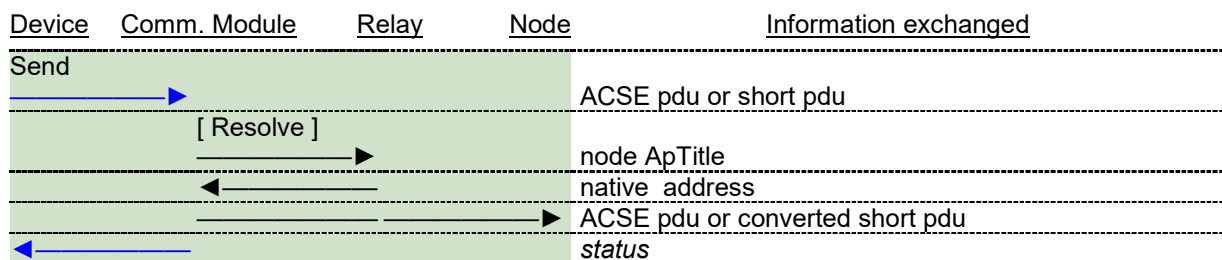 Device Comm. Module Relay Node Information exchanged
Send
ACSE pdu or short pdu
[ Resolve ]
node ApTitle
native address
ACSE pdu or converted short pdu
status